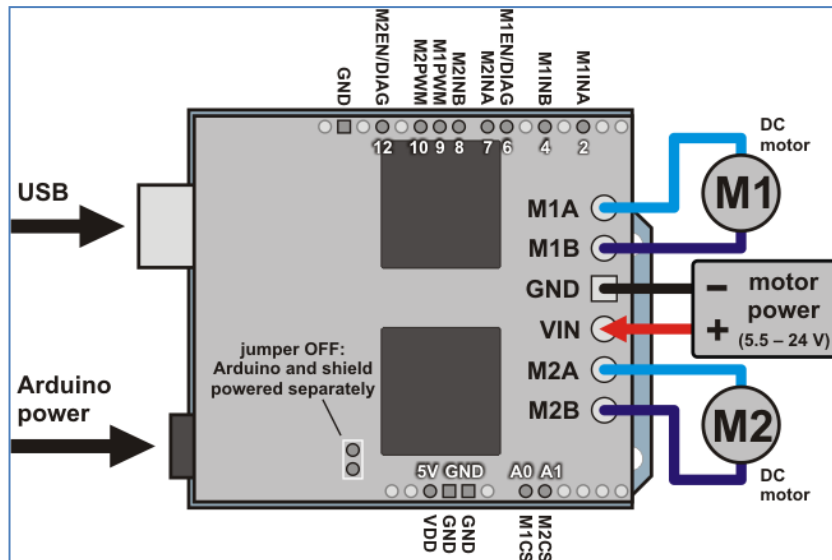 GND
M2EN/DIAG
M2PWM
M1PWM
M2INB
M2INA
M1EN/DIAG
M1INB
M1INA
12
10
9
8
7
6
4
2
DC
motor
M1
USB
M1A
M1B
GND
VIN
M2A
M2B
motor
power
(5.5 – 24 V)
jumper OFF:
Arduino and shield
powered separately
Arduino
power
M2
DC
motor
5V GND
A0 A1
VDD
GND
GND
M1CS
M2CS